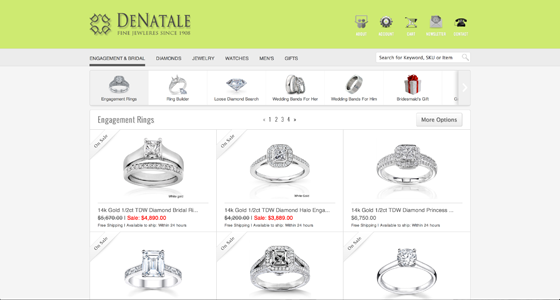 DeNatale
FINE JEWELERS SINCE 1908
ACCOUNT
CART
NEWSLETTER
CONTACT
ENGAGEMENT & BRIDAL DIAMONDS JEWELRY WATCHES MEN'S GIFTS
Search for Keyword, SKU or Item
Engagement Rings
Ring Builder
Loose Diamond Search
Wedding Bands For Her
Wedding Bands For Him
Bridesmaid's Gift
Engagement Rings
1 2 3 4
More Options
On Sale
On Sale
White gold
White gold
14k Gold 1/2ct TDW Diamond Bridal Ri...
$5,870.00 | Sale: $4,890.00
Free Shipping | Available to ship: Within 24 hours
14k Gold 1/2ct TDW Diamond Halo Enga...
$4,200.00 | Sale: $3,889.00
Free Shipping | Available to ship: Within 24 hours
14k Gold 1/2ct TDW Diamond Princess ...
$6,750.00
Free Shipping | Available to ship: Within 24 hours
On Sale
On Sale
On Sale